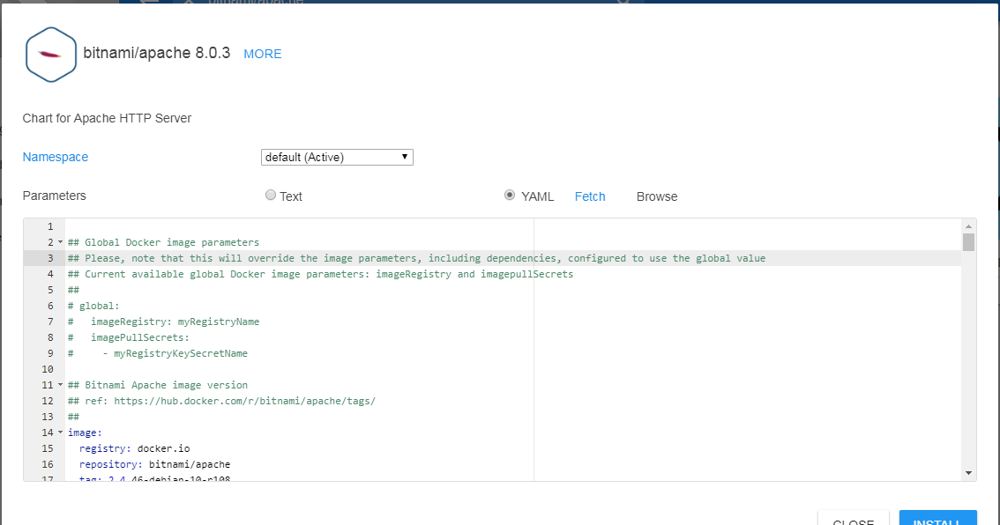 bitnami/apache
bitnami/apache 8.0.3 MORE
Chart for Apache HTTP Server
Namespace default (Active)
Parameters Text YAML Fetch Browse
1
2 ## Global Docker image parameters
3 ## Please, note that this will override the image parameters, including dependencies, configured to use the global value
4 ## Current available global Docker image parameters: imageRegistry and imagepullSecrets
5 ##
6 # global:
7 #   imageRegistry: myRegistryName
8 #   imagePullSecrets:
9 #     - myRegistryKeySecretName
10
11 ## Bitnami Apache image version
12 ## ref: https://hub.docker.com/r/bitnami/apache/tags/
13 ##
14 image:
15   registry: docker.io
16   repository: bitnami/apache
17   tag: 2.4.46-debian-10-r108
CLOSE INSTALL